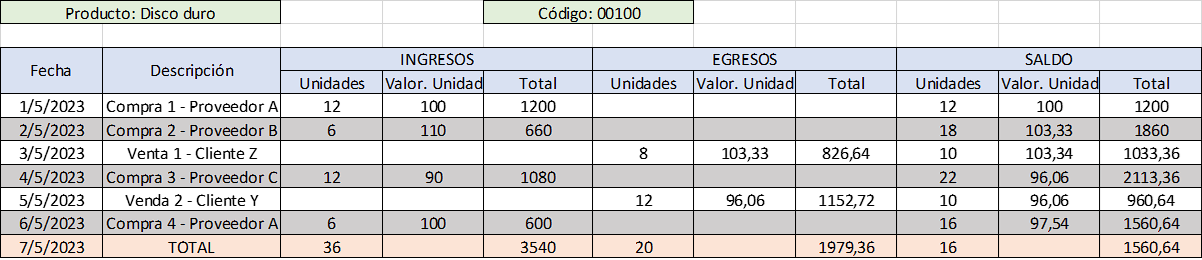 Producto: Disco duro Código: 00100
Fecha Descripción INGRESOS EGRESOS SALDO
Unidades Valor. Unidad Total Unidades Valor. Unidad Total Unidades Valor. Unidad Total
1/5/2023 Compra 1 - Proveedor A 12 100 1200 12 100 1200
2/5/2023 Compra 2 - Proveedor B 6 110 660 18 103,33 1860
3/5/2023 Venta 1 - Cliente Z 8 103,33 826,64 10 103,34 1033,36
4/5/2023 Compra 3 - Proveedor C 12 90 1080 22 96,06 2113,36
5/5/2023 Venda 2 - Cliente Y 12 96,06 1152,72 10 96,06 960,64
6/5/2023 Compra 4 - Proveedor A 6 100 600 16 97,54 1560,64
7/5/2023 TOTAL 36 3540 20 1979,36 16 1560,64